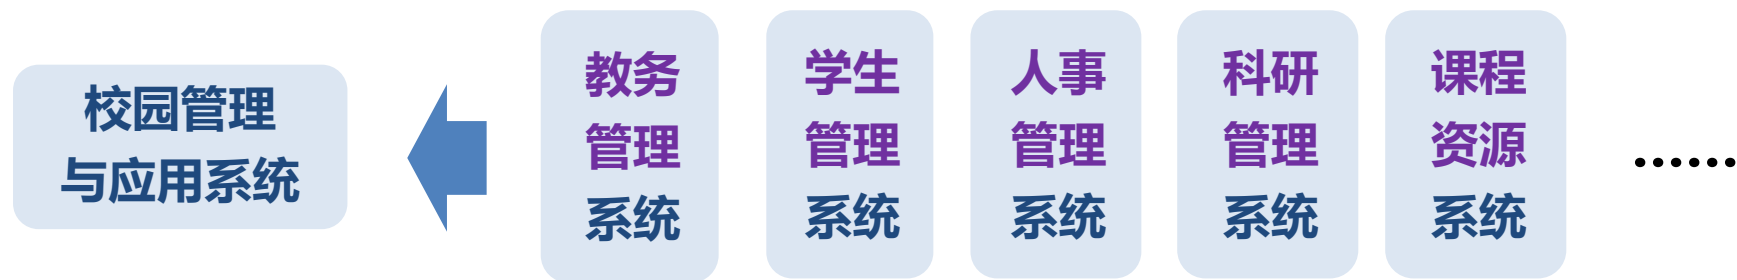 校园管理
与应用系统
教务
管理
系统
学生
管理
系统
人事
管理
系统
科研
管理
系统
课程
资源
系统
……